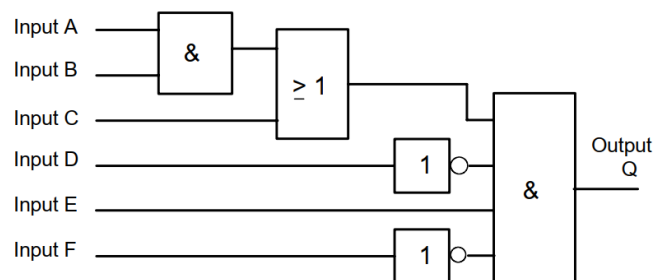 Input A
Input B
Input C
Input D
Input E
Input F
&
≥ 1
1
1
&
Output
Q